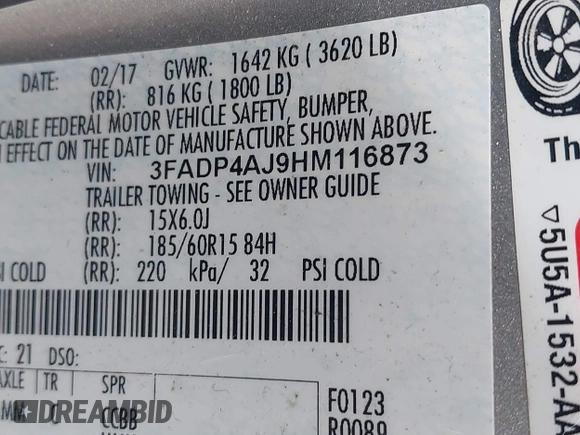 DATE: 02/17 GVWR: 1642 KG ( 3620 LB)
(RR): 816 KG ( 1800 LB)
CABLE FEDERAL MOTOR VEHICLE SAFETY, BUMPER,
EFFECT ON THE DATE OF MANUFACTURE SHOWN ABOVE.
VIN: 3FADP4AJ9HM116873
TRAILER TOWING - SEE OWNER GUIDE
(RR): 15X6.0J
(RR): 185/60R15 84H
SI COLD (RR): 220 kPa/ 32 PSI COLD
: 21 DSO:
AXLE TR SPR
F0123
CCBB
R0089
DREAMBID
Th
5U5A-1532-AA